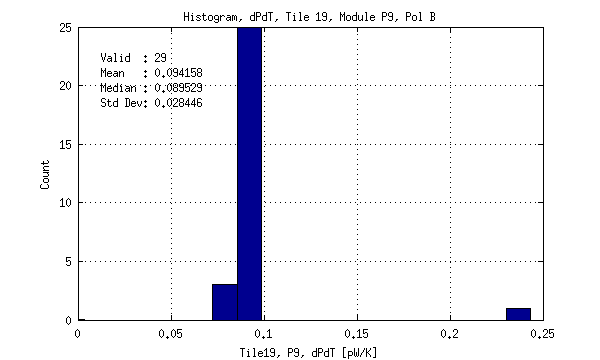 Histogram, dPdT, Tile 19, Module P9, Pol B
25
20
15
10
5
0
Count
Valid : 29
Mean : 0.094158
Median : 0.089529
Std Dev: 0.028446
0 0.05 0.1 0.15 0.2 0.25
Tile19, P9, dPdT [pW/K]